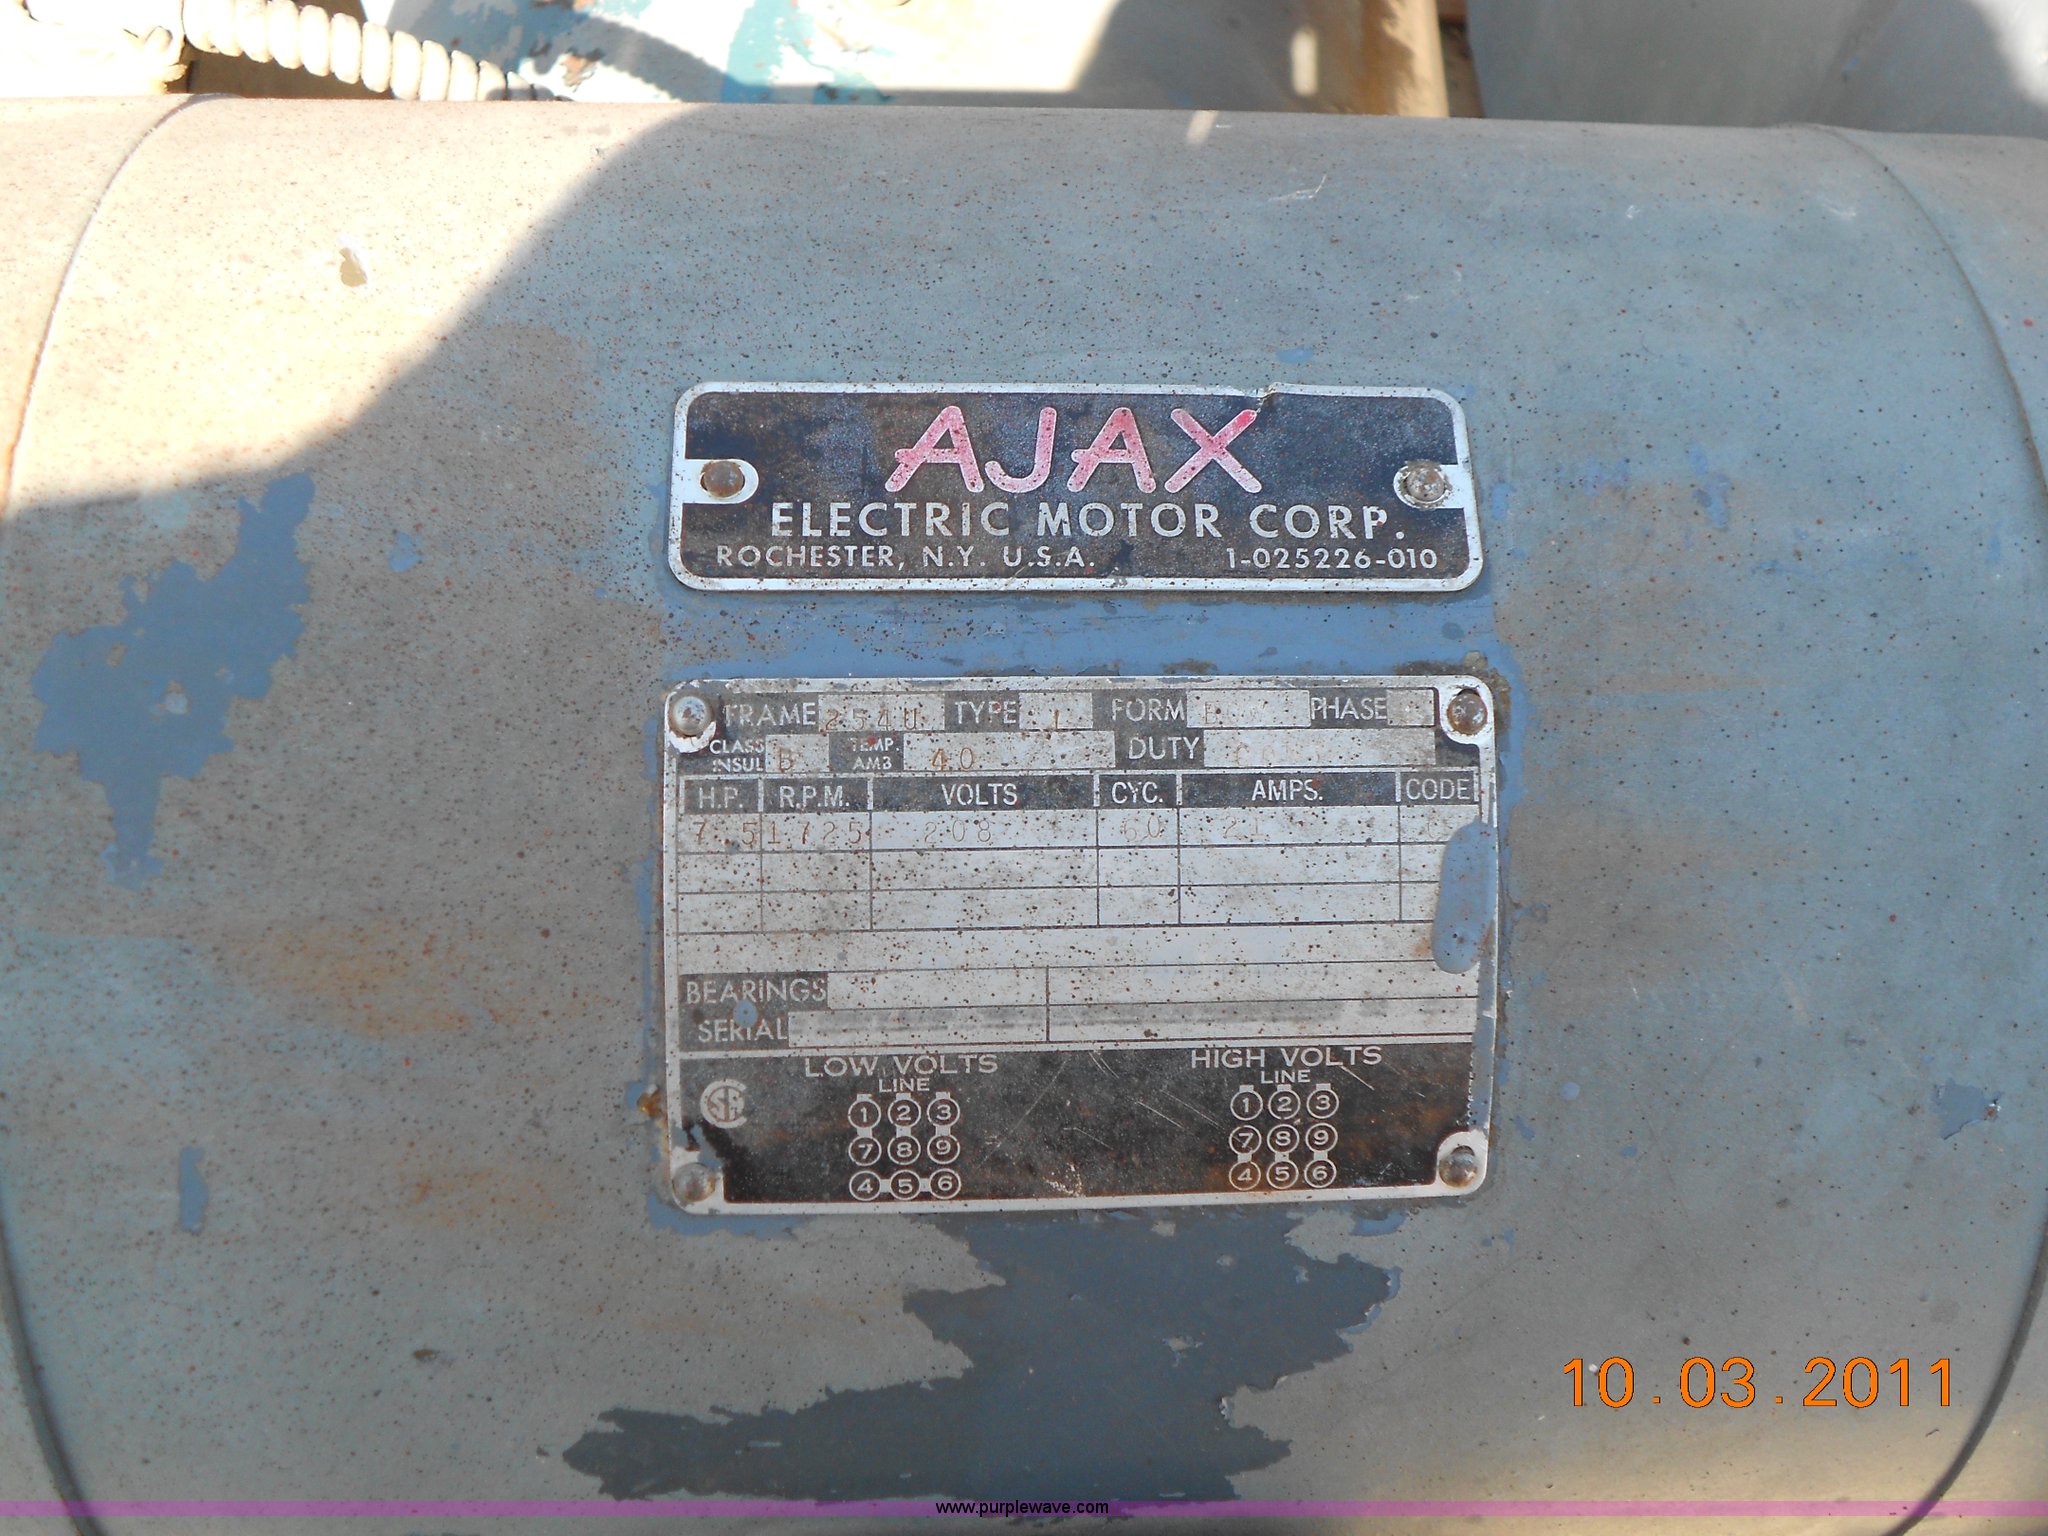 AJAX
ELECTRIC MOTOR CORP.
ROCHESTER, N.Y. U.S.A. 1-025226-010
FRAME 254U TYPE FORM PHASE
CLASS INSUL B TEMP. AMB 40 DUTY
H.P. R.P.M. VOLTS CYC. AMPS. CODE
7.5 1725 208 60 21
BEARINGS
SERIAL
LOW VOLTS HIGH VOLTS
LINE LINE
1 2 3 1 2 3
7 8 9 7 8 9
4 5 6 4 5 6
10.03.2011
www.purplewave.com